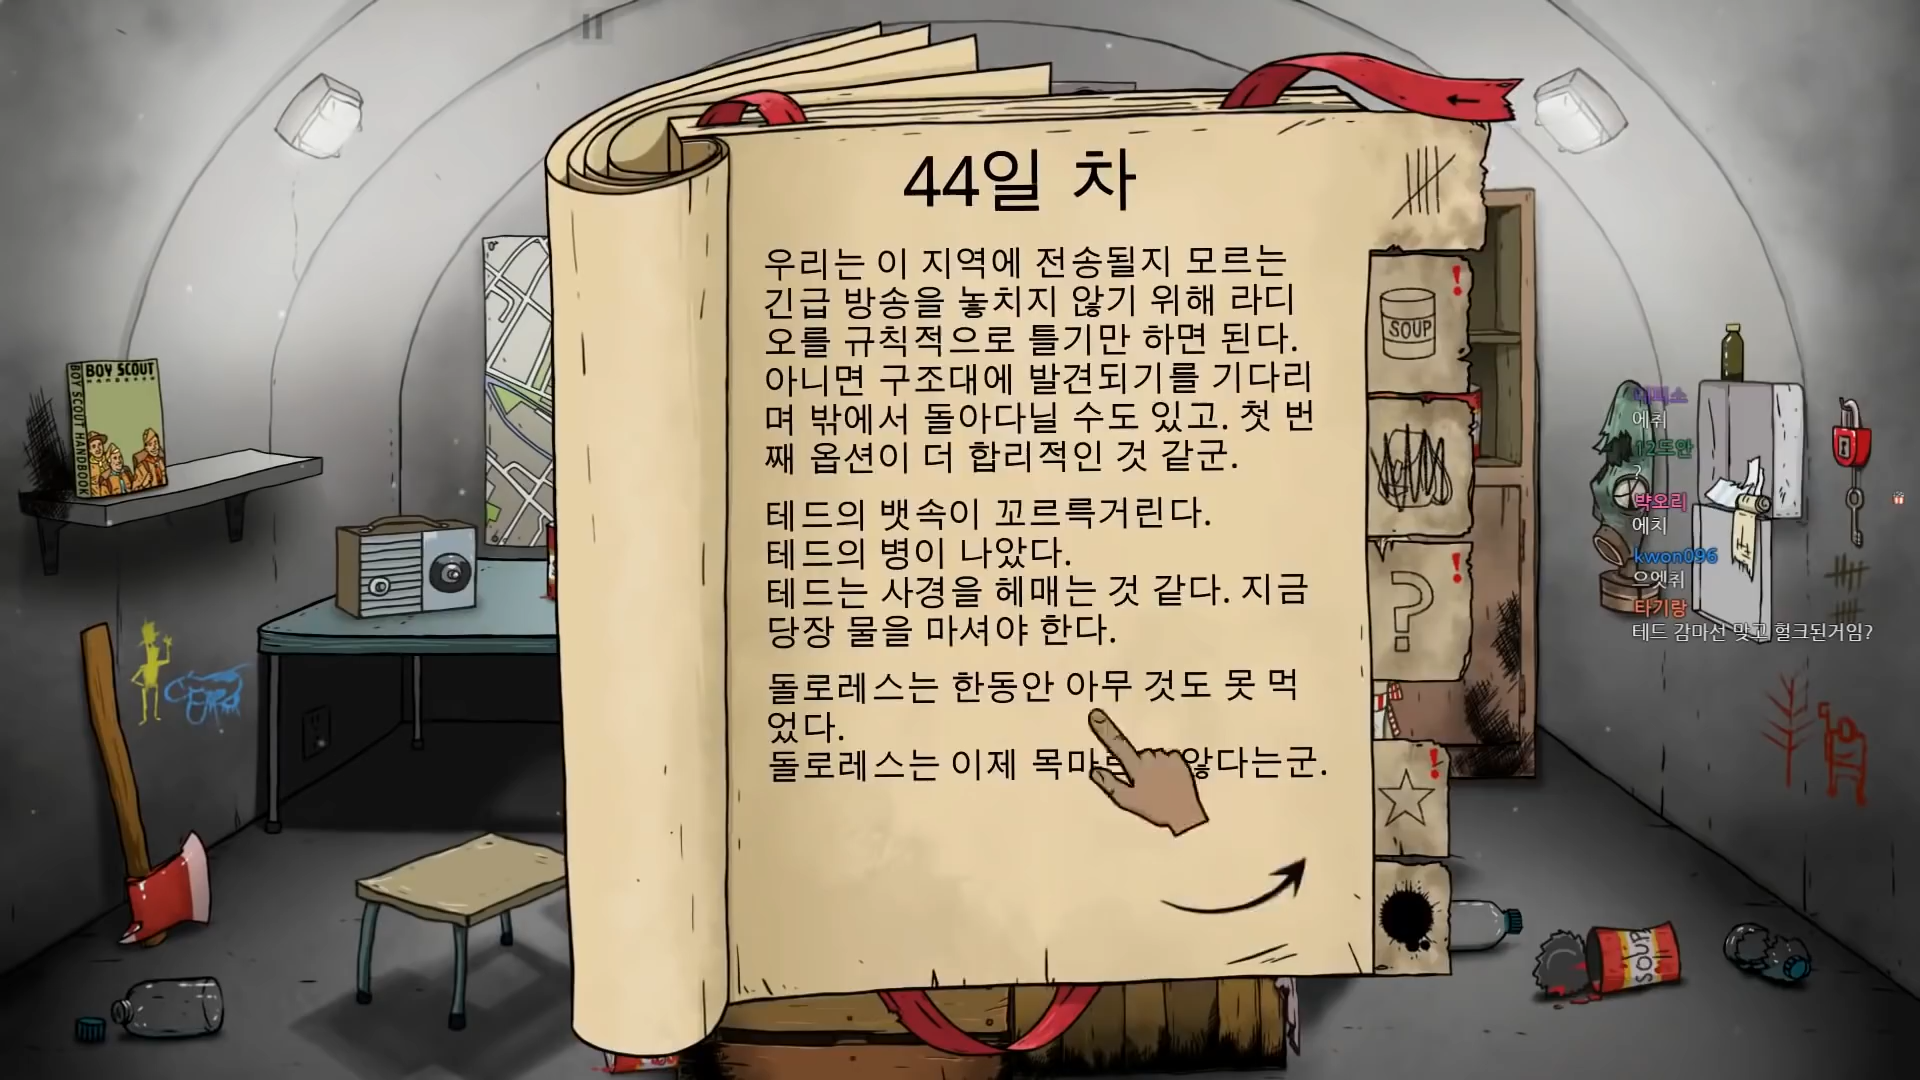 44일 차
우리는 이 지역에 전송될지 모르는
긴급 방송을 놓치지 않기 위해 라디
오를 규칙적으로 틀기만 하면 된다.
아니면 구조대에 발견되기를 기다리
며 밖에서 돌아다닐 수도 있고. 첫 번
째 옵션이 더 합리적인 것 같군.
테드의 뱃속이 꼬르륵거린다.
테드의 병이 나았다.
테드는 사경을 헤매는 것 같다. 지금
당장 물을 마셔야 한다.
돌로레스는 한동안 아무 것도 못 먹
었다.
돌로레스는 이제 않다는군.
SOUP
BOY SCOUT
HANDBOOK
BOY SCOUT HANDBOOK
에취
12도안
?
뱍오리
에치
kwon096
으엣취
타기랑
테드 감마선 맞고 헐크된거임?
SOUP